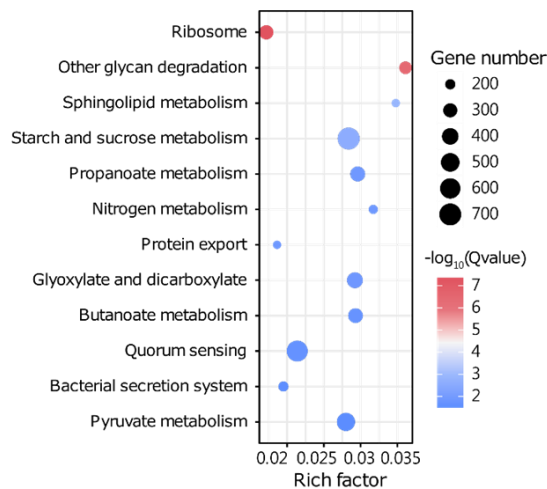 Ribosome
Other glycan degradation
Sphingolipid metabolism
Starch and sucrose metabolism
Propanoate metabolism
Nitrogen metabolism
Protein export
Glyoxylate and dicarboxylate
Butanoate metabolism
Quorum sensing
Bacterial secretion system
Pyruvate metabolism
0.02 0.025 0.03 0.035
Rich factor
Gene number
200
300
400
500
600
700
-log10(Qvalue)
7
6
5
4
3
2